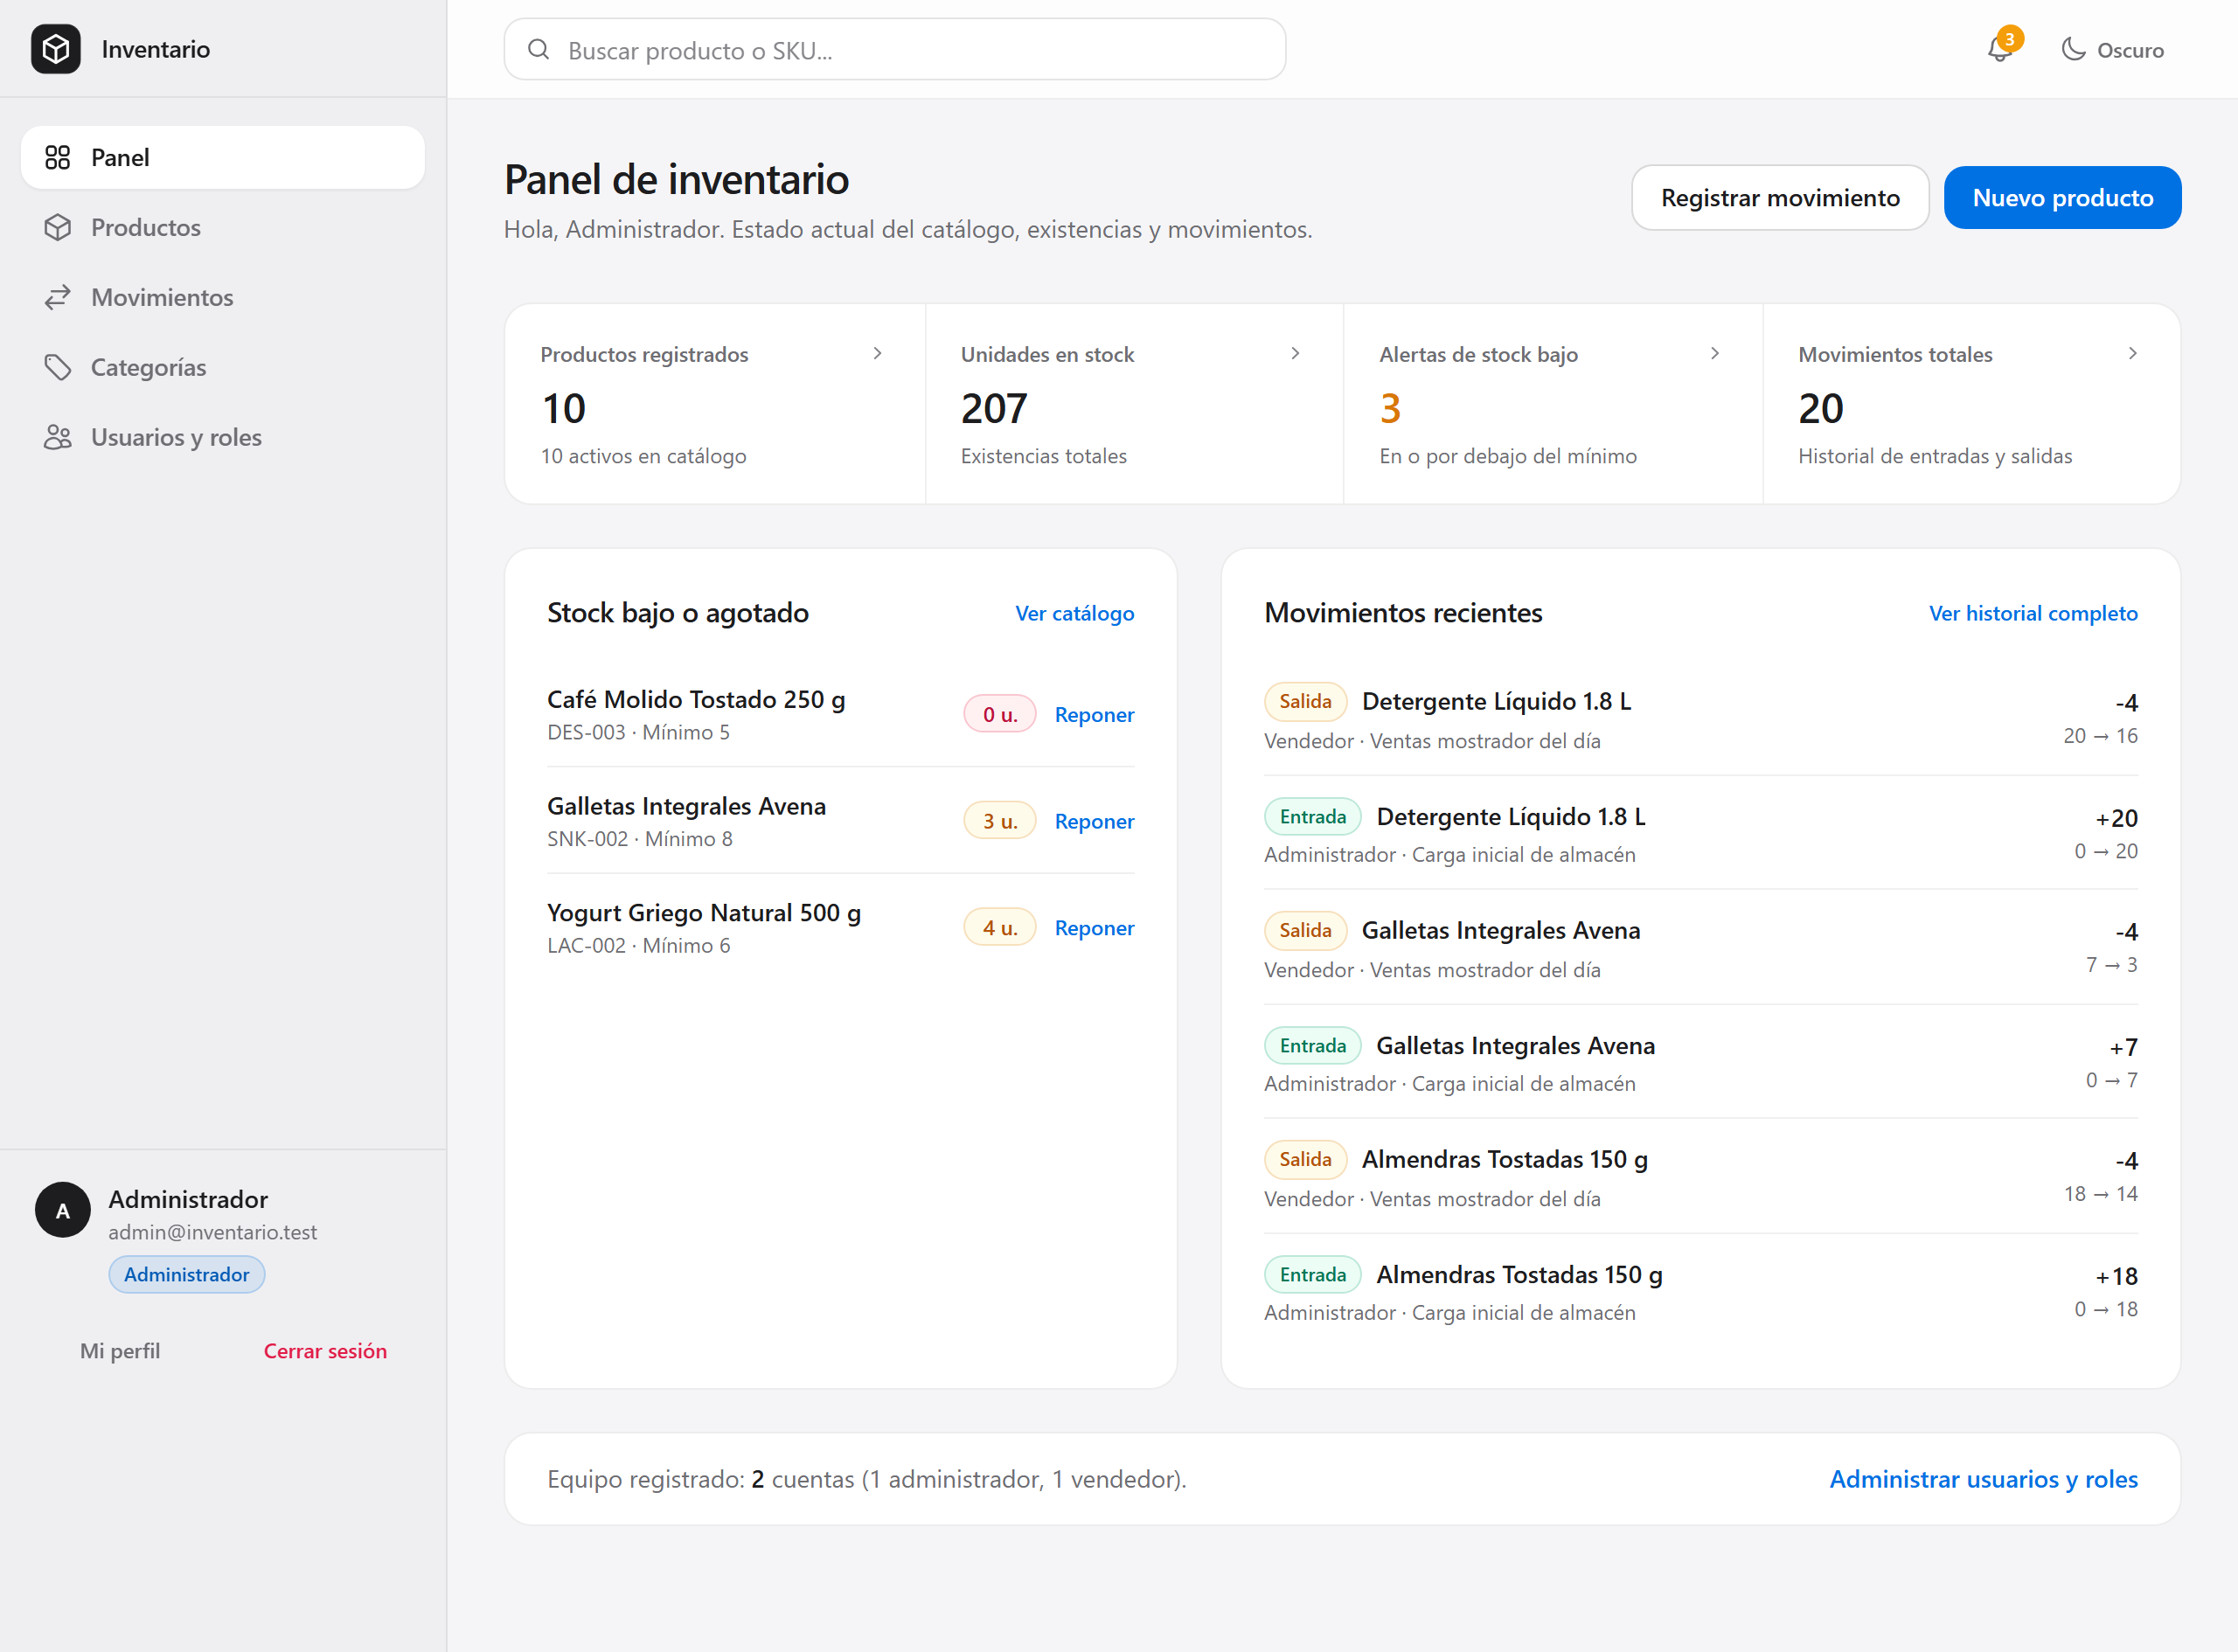 Inventario
Panel
Productos
Movimientos
Categorías
Usuarios y roles
Administrador
admin@inventario.test
Administrador
A
Mi perfil
Cerrar sesión
Buscar producto o SKU...
3
Oscuro
Panel de inventario
Hola, Administrador. Estado actual del catálogo, existencias y movimientos.
Registrar movimiento
Nuevo producto
Productos registrados
10
10 activos en catálogo
Unidades en stock
207
Existencias totales
Alertas de stock bajo
3
En o por debajo del mínimo
Movimientos totales
20
Historial de entradas y salidas
Stock bajo o agotado
Ver catálogo
Café Molido Tostado 250 g
DES-003 · Mínimo 5
0 u.
Reponer
Galletas Integrales Avena
SNK-002 · Mínimo 8
3 u.
Reponer
Yogurt Griego Natural 500 g
LAC-002 · Mínimo 6
4 u.
Reponer
Movimientos recientes
Ver historial completo
Salida Detergente Líquido 1.8 L
-4
Vendedor · Ventas mostrador del día
20 → 16
Entrada Detergente Líquido 1.8 L
+20
Administrador · Carga inicial de almacén
0 → 20
Salida Galletas Integrales Avena
-4
Vendedor · Ventas mostrador del día
7 → 3
Entrada Galletas Integrales Avena
+7
Administrador · Carga inicial de almacén
0 → 7
Salida Almendras Tostadas 150 g
-4
Vendedor · Ventas mostrador del día
18 → 14
Entrada Almendras Tostadas 150 g
+18
Administrador · Carga inicial de almacén
0 → 18
Equipo registrado: 2 cuentas (1 administrador, 1 vendedor).
Administrar usuarios y roles